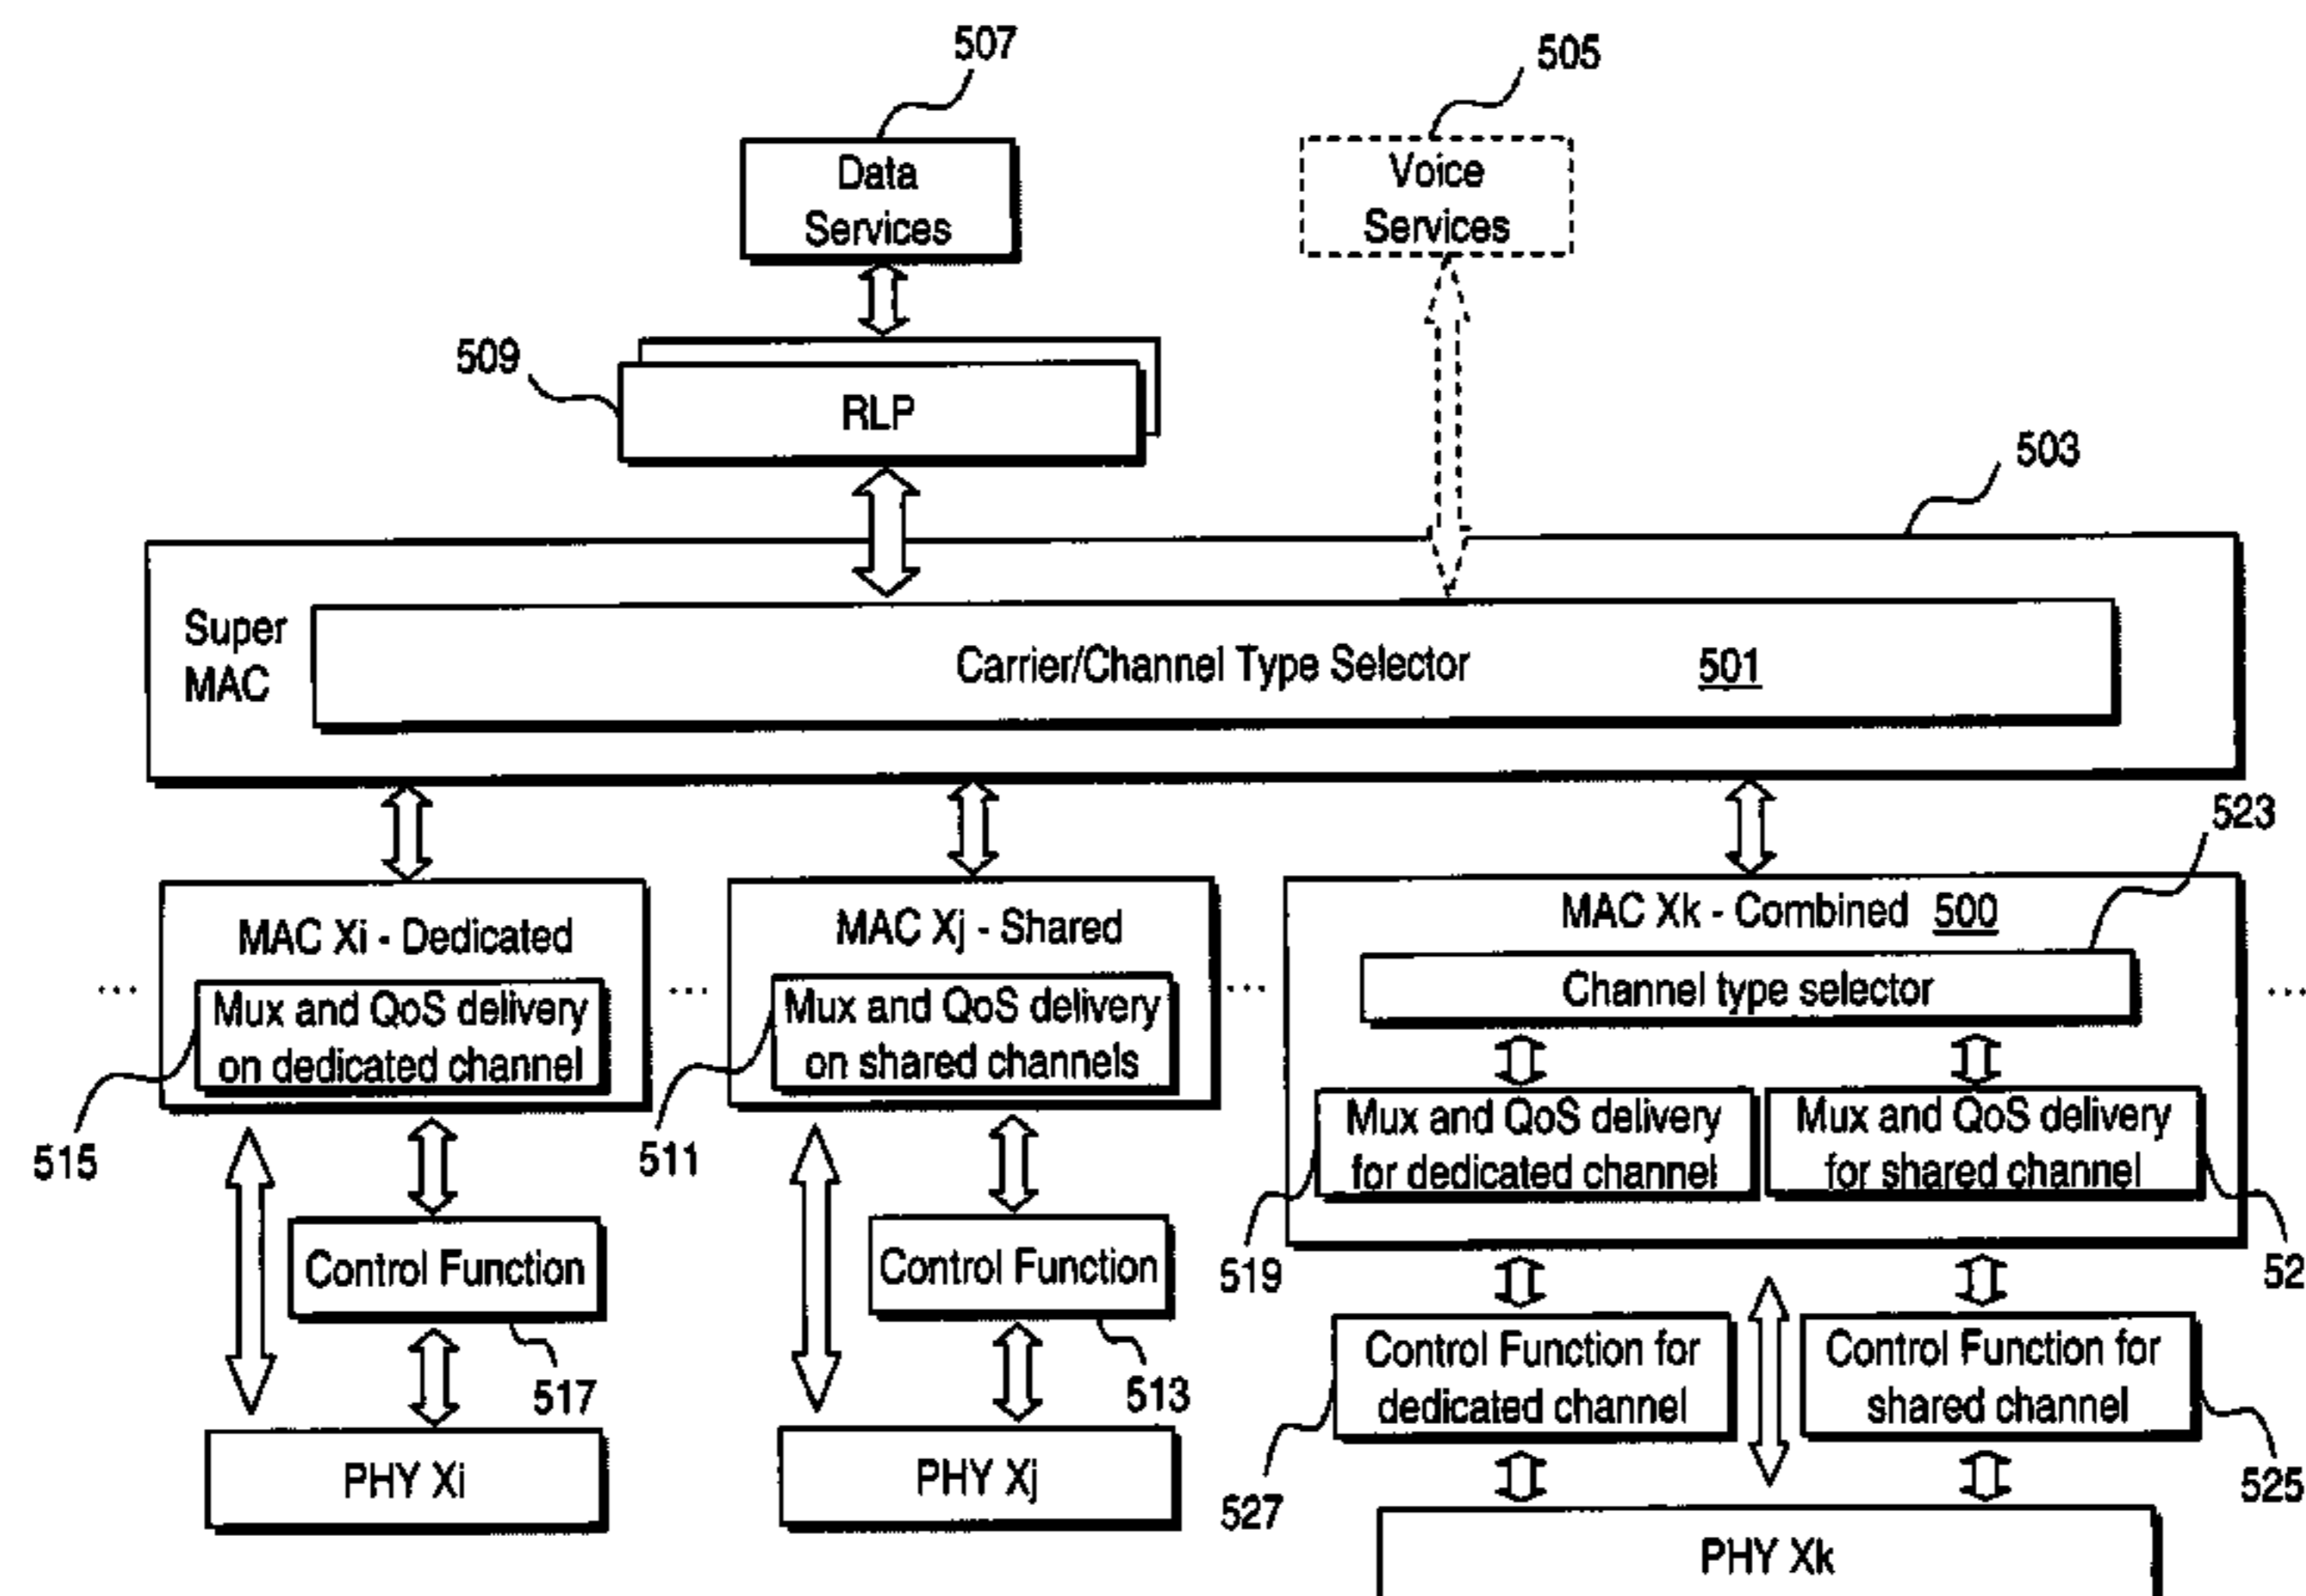 507
505
Data
Services
Voice
Services
509
RLP
503
Super
MAC
Carrier/Channel Type Selector 501
523
MAC Xi - Dedicated
MAC Xj - Shared
MAC Xk - Combined 500
...
Mux and QoS delivery
on dedicated channel
...
Mux and QoS delivery
on shared channels
...
Channel type selector
...
515
511
Mux and QoS delivery
for dedicated channel
Mux and QoS delivery
for shared channel
Control Function
Control Function
519
52
517
513
Control Function for
dedicated channel
Control Function for
shared channel
PHY Xi
PHY Xj
527
525
PHY Xk